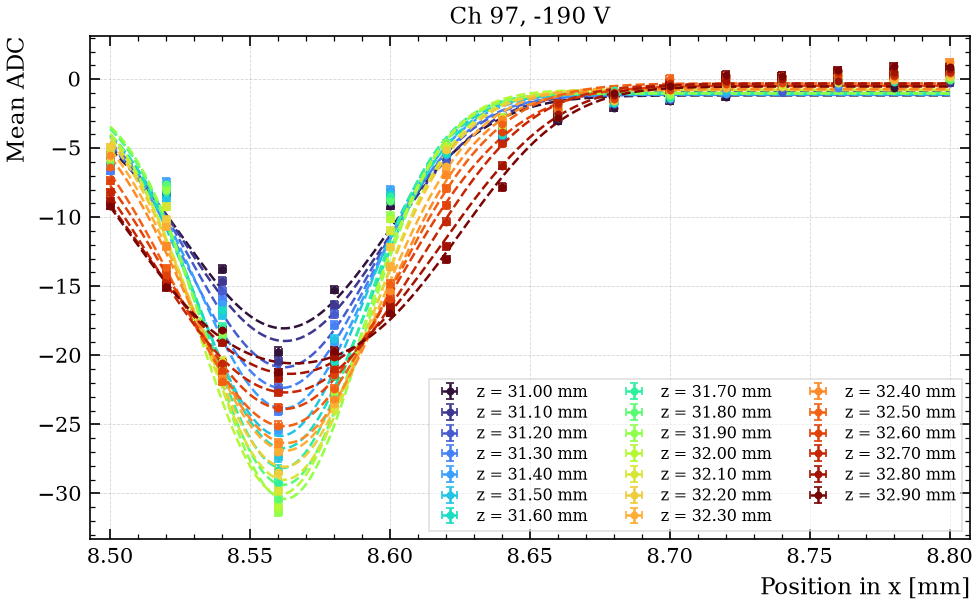 Ch 97, -190 V
Mean ADC
0
−5
−10
−15
−20
−25
−30
8.50
8.55
8.60
8.65
8.70
8.75
8.80
Position in x [mm]
z = 31.00 mm
z = 31.10 mm
z = 31.20 mm
z = 31.30 mm
z = 31.40 mm
z = 31.50 mm
z = 31.60 mm
z = 31.70 mm
z = 31.80 mm
z = 31.90 mm
z = 32.00 mm
z = 32.10 mm
z = 32.20 mm
z = 32.30 mm
z = 32.40 mm
z = 32.50 mm
z = 32.60 mm
z = 32.70 mm
z = 32.80 mm
z = 32.90 mm